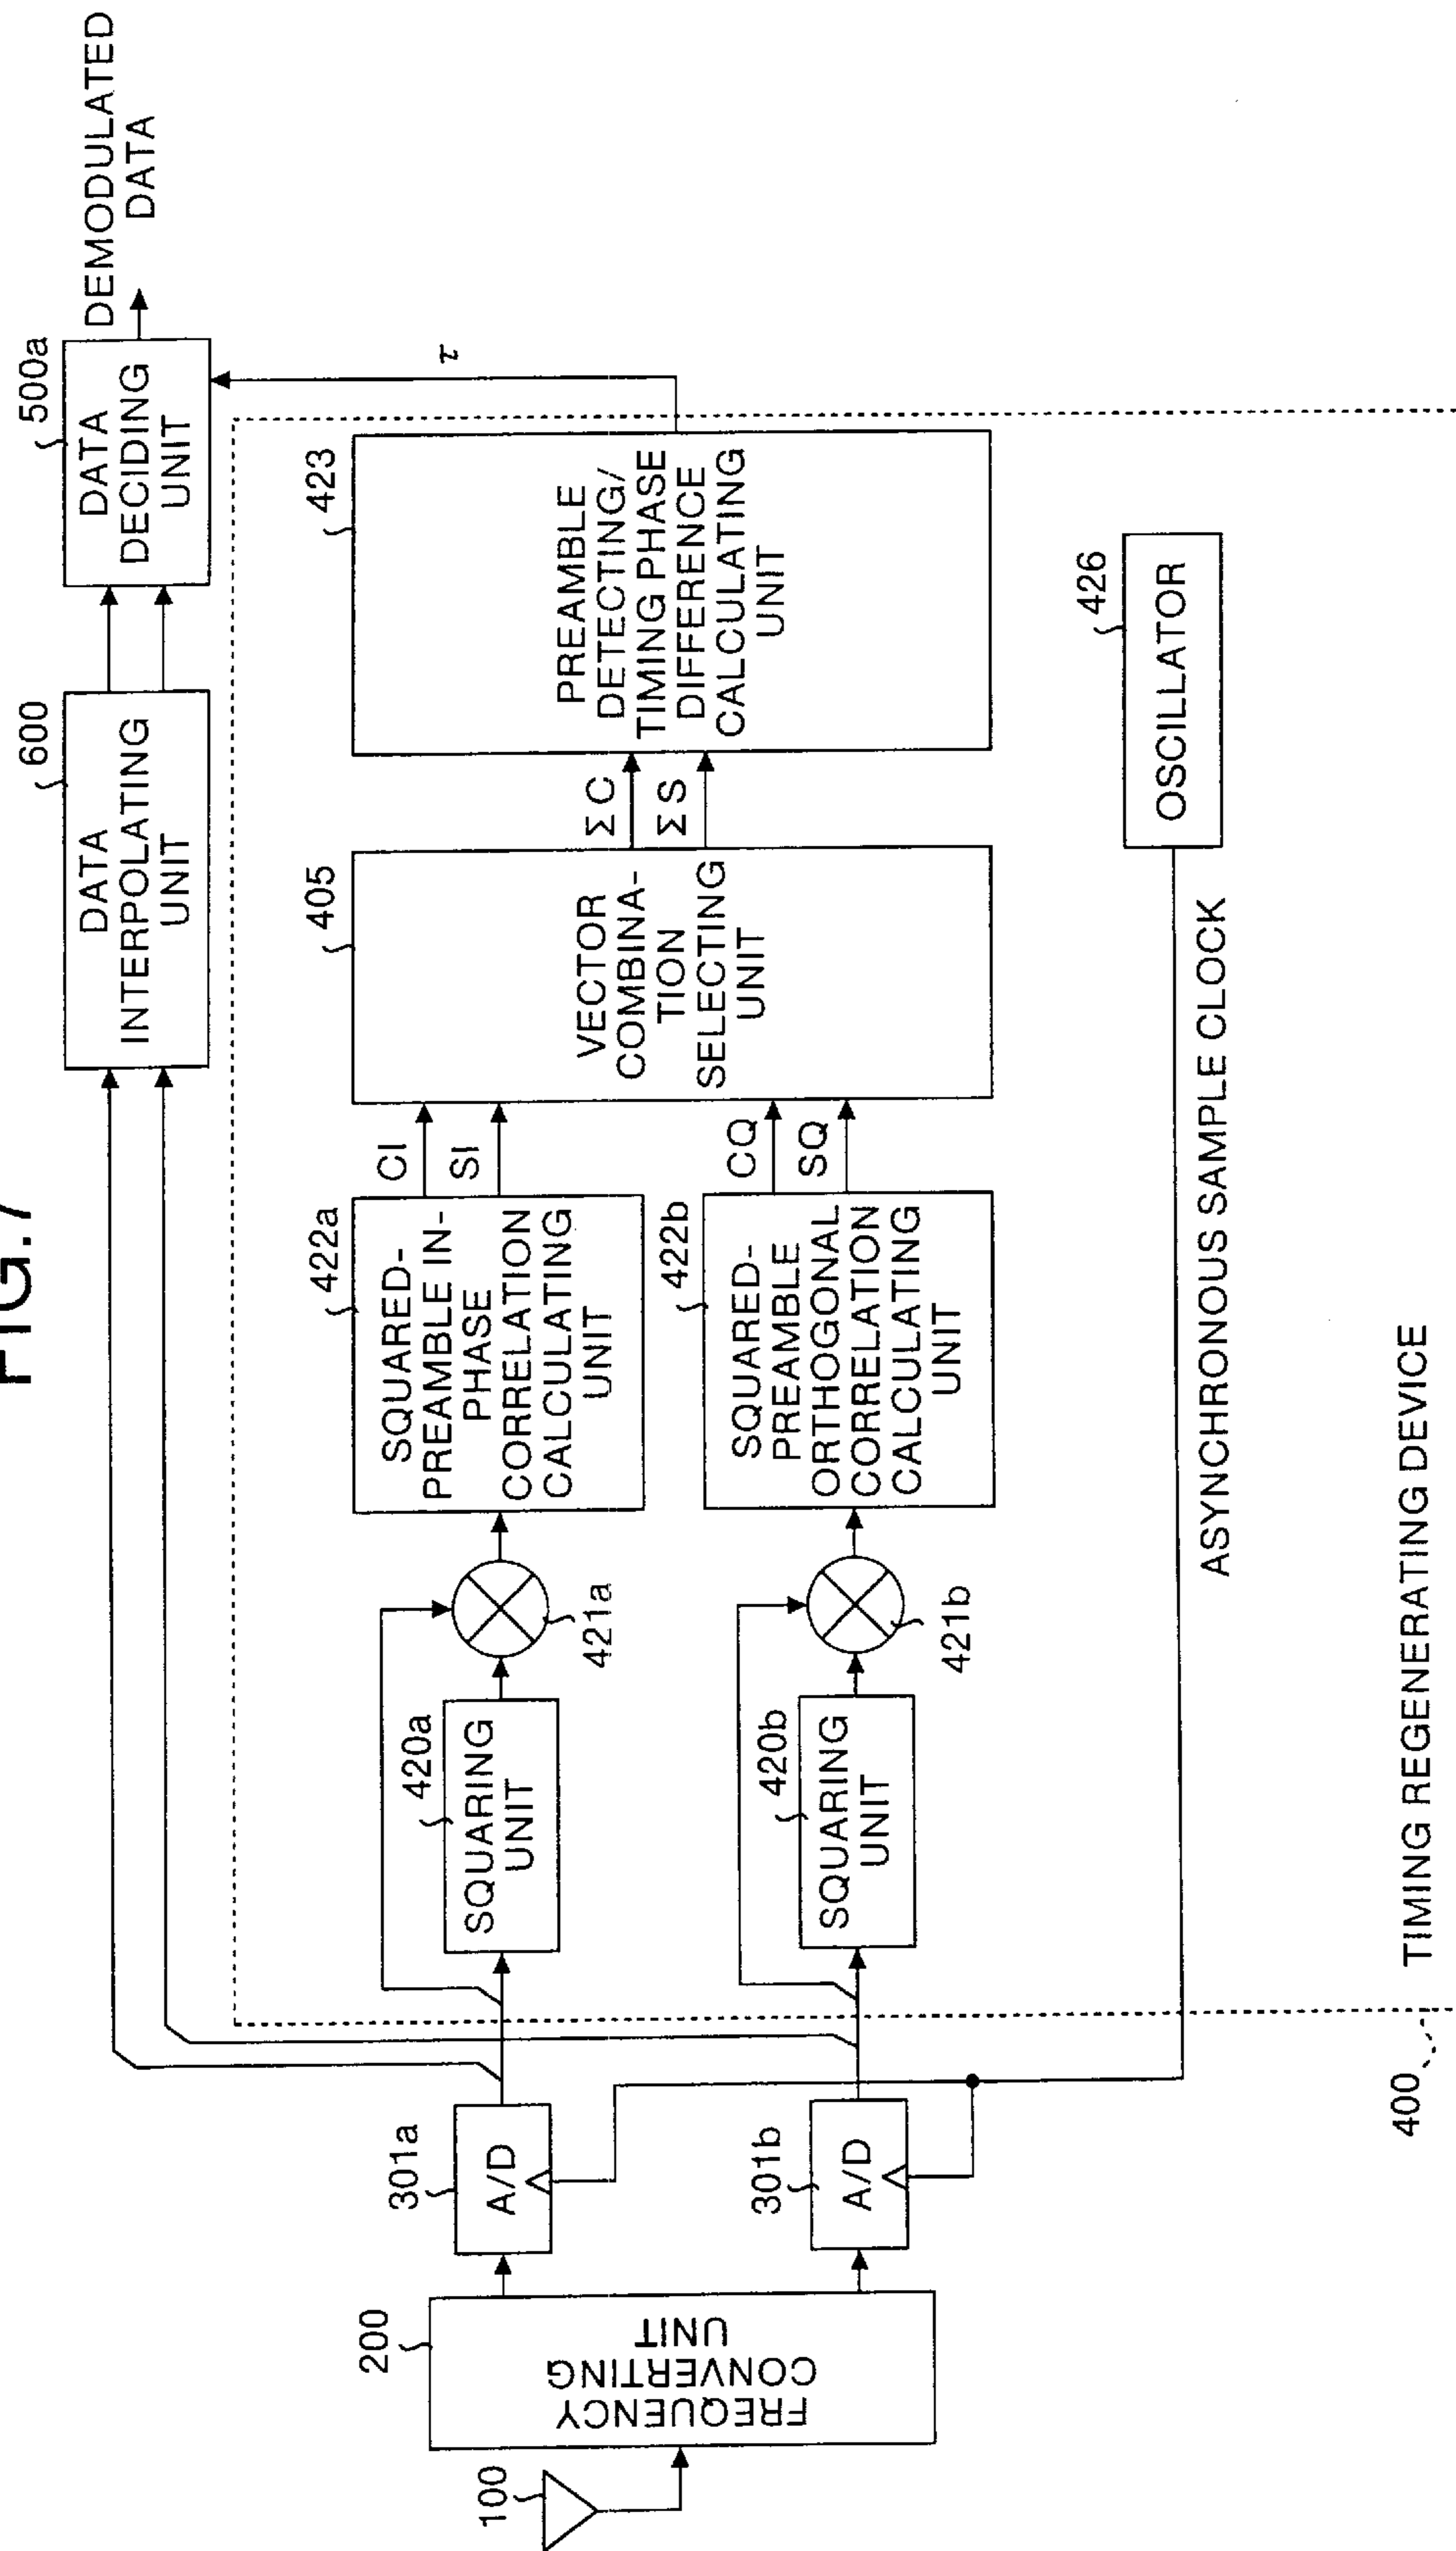 FIG.7
100
200
FREQUENCY
CONVERTING
UNIT
301a
A/D
301b
A/D
420a
SQUARING
UNIT
420b
SQUARING
UNIT
421a
421b
422a
SQUARED-
PREAMBLE IN-
PHASE
CORRELATION
CALCULATING
UNIT
422b
SQUARED-
PREAMBLE
ORTHOGONAL
CORRELATION
CALCULATING
UNIT
CI
SI
CQ
SQ
405
VECTOR
COMBINA-
TION
SELECTING
UNIT
Σ C
Σ S
423
PREAMBLE
DETECTING/
TIMING PHASE
DIFFERENCE
CALCULATING
UNIT
τ
600
DATA
INTERPOLATING
UNIT
500a
DATA
DECIDING
UNIT
DEMODULATED
DATA
426
OSCILLATOR
ASYNCHRONOUS SAMPLE CLOCK
400
TIMING REGENERATING DEVICE